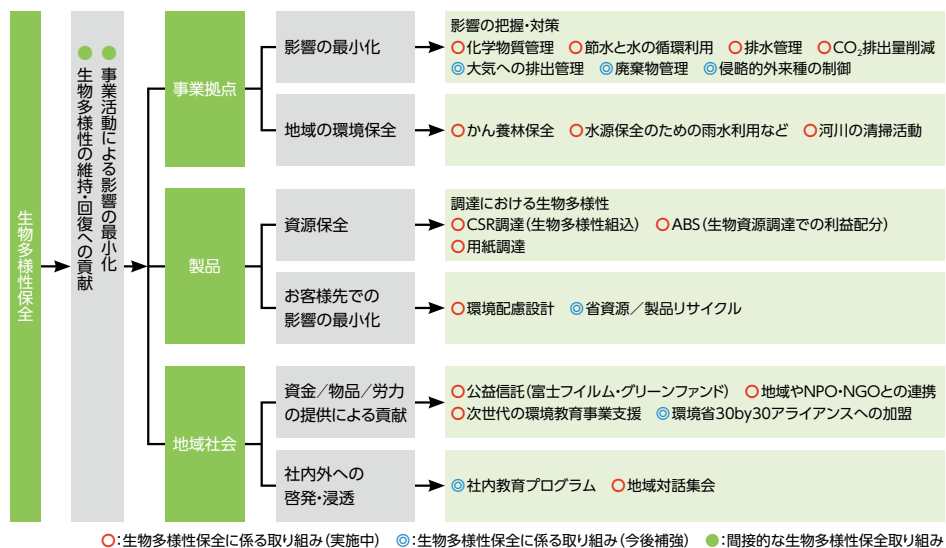 生物多様性保全
●事業活動による影響の最小化
●生物多様性の維持・回復への貢献
事業拠点
影響の最小化
影響の把握・対策
○化学物質管理 ○節水と水の循環利用 ○排水管理 ○CO₂排出量削減
◎大気への排出管理 ◎廃棄物管理 ◎侵略的外来種の制御
地域の環境保全
○かん養林保全 ○水源保全のための雨水利用など ○河川の清掃活動
製品
資源保全
調達における生物多様性
○CSR調達(生物多様性組込) ○ABS(生物資源調達での利益配分)
○用紙調達
お客様先での
影響の最小化
○環境配慮設計 ◎省資源/製品リサイクル
地域社会
資金/物品/労力
の提供による貢献
○公益信託(富士フイルム・グリーンファンド) ○地域やNPO・NGOとの連携
○次世代の環境教育事業支援 ◎環境省30by30アライアンスへの加盟
社内外への
啓発・浸透
◎社内教育プログラム ○地域対話集会
○:生物多様性保全に係る取り組み(実施中) ◎:生物多様性保全に係る取り組み(今後補強) ●:間接的な生物多様性保全取り組み